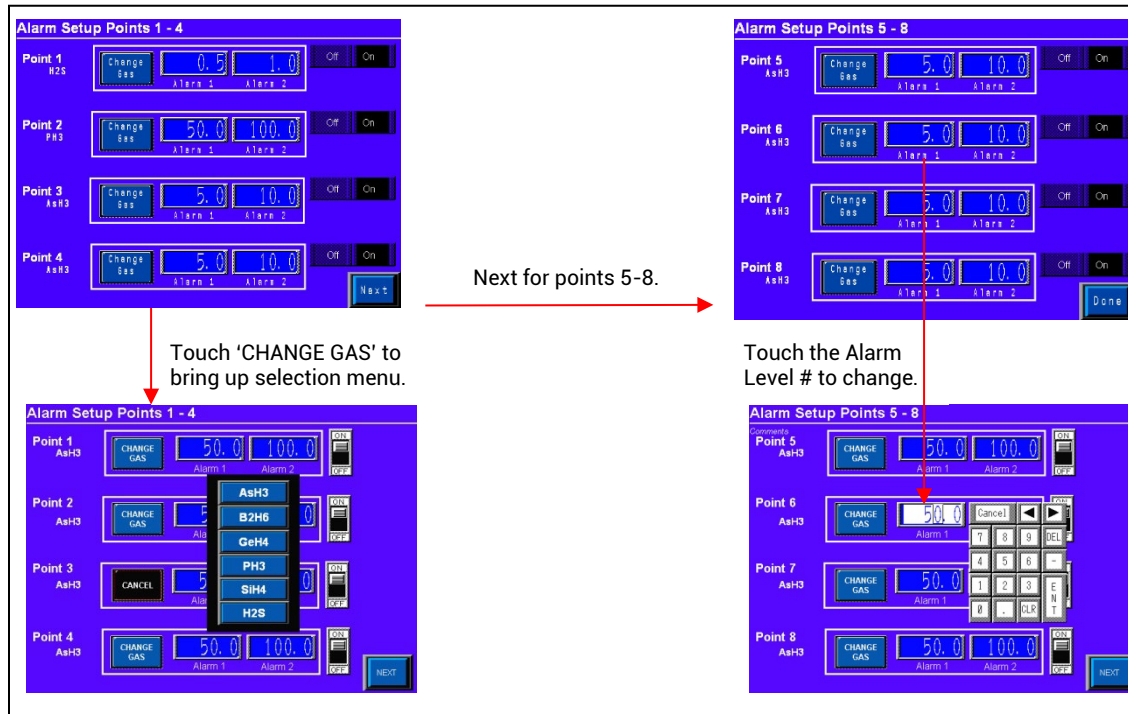 Alarm Setup Points 1 - 4
Point 1
H2S
Change
Gas
0.5
1.0
Alarm 1
Alarm 2
Off
On
Point 2
PH3
Change
Gas
50.0
100.0
Alarm 1
Alarm 2
Off
On
Point 3
AsH3
Change
Gas
5.0
10.0
Alarm 1
Alarm 2
Off
On
Point 4
AsH3
Change
Gas
5.0
10.0
Alarm 1
Alarm 2
Off
On
Next
Next for points 5-8.
Alarm Setup Points 5 - 8
Point 5
AsH3
Change
Gas
5.0
10.0
Alarm 1
Alarm 2
Off
On
Point 6
AsH3
Change
Gas
5.0
10.0
Alarm 1
Alarm 2
Off
On
Point 7
AsH3
Change
Gas
5.0
10.0
Alarm 1
Alarm 2
Off
On
Point 8
AsH3
Change
Gas
5.0
10.0
Alarm 1
Alarm 2
Off
On
Done
Touch ‘CHANGE GAS’ to
bring up selection menu.
Touch the Alarm
Level # to change.
Alarm Setup Points 1 - 4
Point 1
AsH3
CHANGE
GAS
50.0
100.0
Alarm 1
Alarm 2
ON
OFF
Point 2
AsH3
CHANGE
GAS
5
0
Ala
ON
OFF
Point 3
AsH3
CANCEL
5
0
Ala
ON
OFF
AsH3
B2H6
GeH4
PH3
SiH4
H2S
Point 4
AsH3
CHANGE
GAS
50.0
100.0
Alarm 1
Alarm 2
ON
OFF
NEXT
Alarm Setup Points 5 - 8
Comments
Point 5
AsH3
CHANGE
GAS
50.0
100.0
Alarm 1
Alarm 2
ON
OFF
Point 6
AsH3
CHANGE
GAS
50.0
Alarm 1
Cancel ◀ ▶
7 8 9 DEL
4 5 6 -
1 2 3 ENT
0 . CLR
Point 7
AsH3
CHANGE
GAS
50.0
Alarm 1
Point 8
AsH3
CHANGE
GAS
50.0
100.0
Alarm 1
Alarm 2
ON
OFF
NEXT